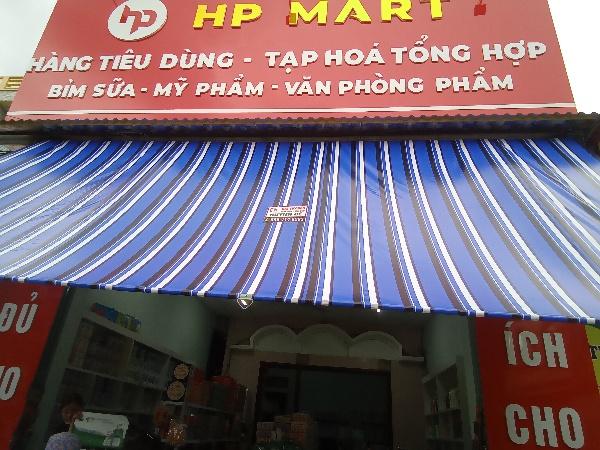 hp HP MART
HÀNG TIÊU DÙNG - TẠP HOÁ TỔNG HỢP
BỈM SỮA - MỸ PHẨM - VĂN PHÒNG PHẨM
ĐỦ
ÍCH
CHO